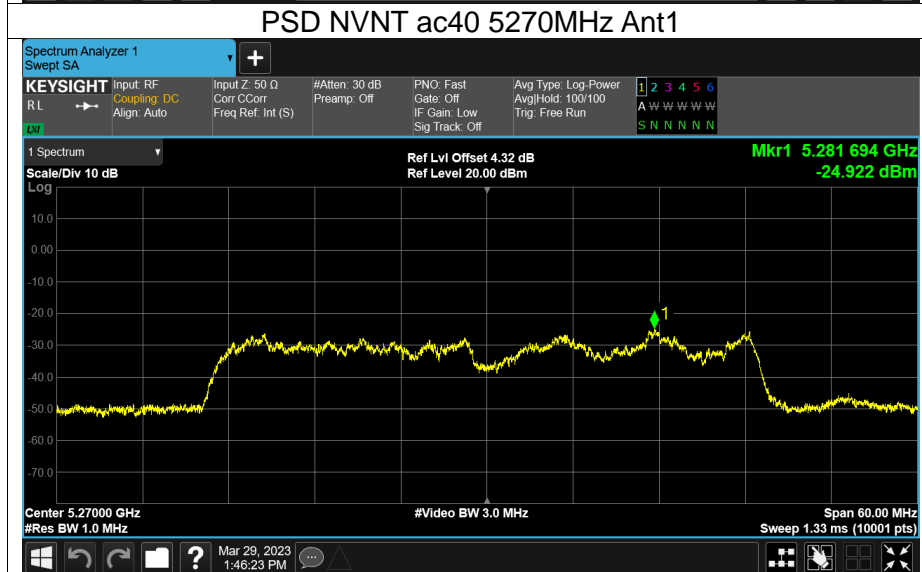 PSD NVNT ac40 5270MHz Ant1
Spectrum Analyzer 1
Swept SA
▼
+
KEYSIGHT
R L
LXI
Input: RF
Coupling: DC
Align: Auto
Input Z: 50 Ω
Corr CCorr
Freq Ref: Int (S)
#Atten: 30 dB
Preamp: Off
PNO: Fast
Gate: Off
IF Gain: Low
Sig Track: Off
Avg Type: Log-Power
Avg|Hold: 100/100
Trig: Free Run
1 2 3 4 5 6
A W W W W W
S N N N N N
1 Spectrum ▼
Scale/Div 10 dB
Ref Lvl Offset 4.32 dB
Ref Level 20.00 dBm
Mkr1 5.281 694 GHz
-24.922 dBm
Log
10.0
0.00
-10.0
-20.0
-30.0
-40.0
-50.0
-60.0
-70.0
1
Center 5.27000 GHz
#Res BW 1.0 MHz
#Video BW 3.0 MHz
Span 60.00 MHz
Sweep 1.33 ms (10001 pts)
?
Mar 29, 2023
1:46:23 PM